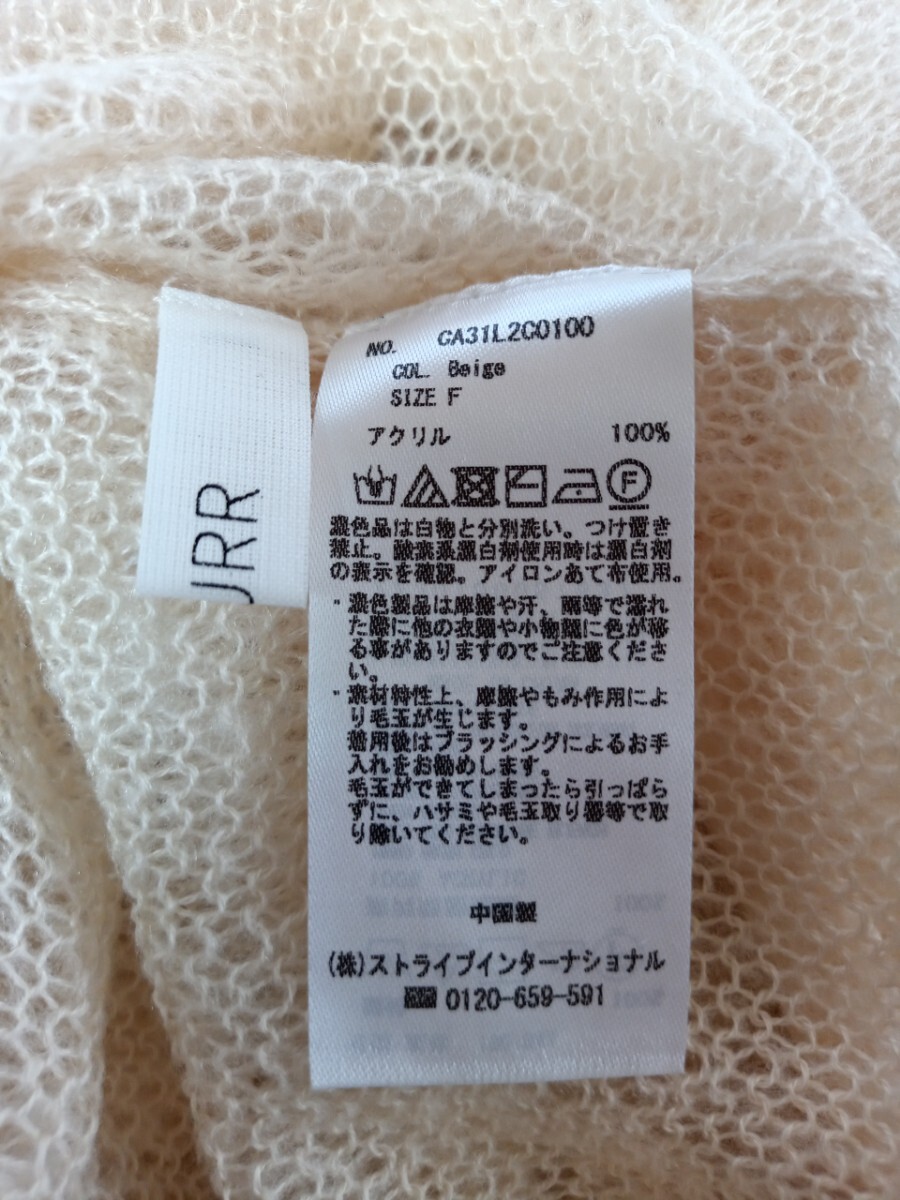 JRR
NO. CA31L2C0100
COL. Beige
SIZE F
アクリル 100%
F
濃色品は白物と分別洗い。つけ置き
禁止。酸素系漂白剤使用時は漂白剤
の表示を確認。アイロンあて布使用。
・濃色製品は摩擦や汗、雨等で濡れ
た際に他の衣類や小物類に色が移
る事がありますのでご注意くださ
い。
・素材特性上、摩擦やもみ作用によ
り毛玉が生じます。
着用後はブラッシングによるお手
入れをお勧めします。
毛玉ができてしまったら引っぱら
ずに、ハサミや毛玉取り器等で取
り除いてください。
中国製
(株)ストライプインターナショナル
0120-659-591